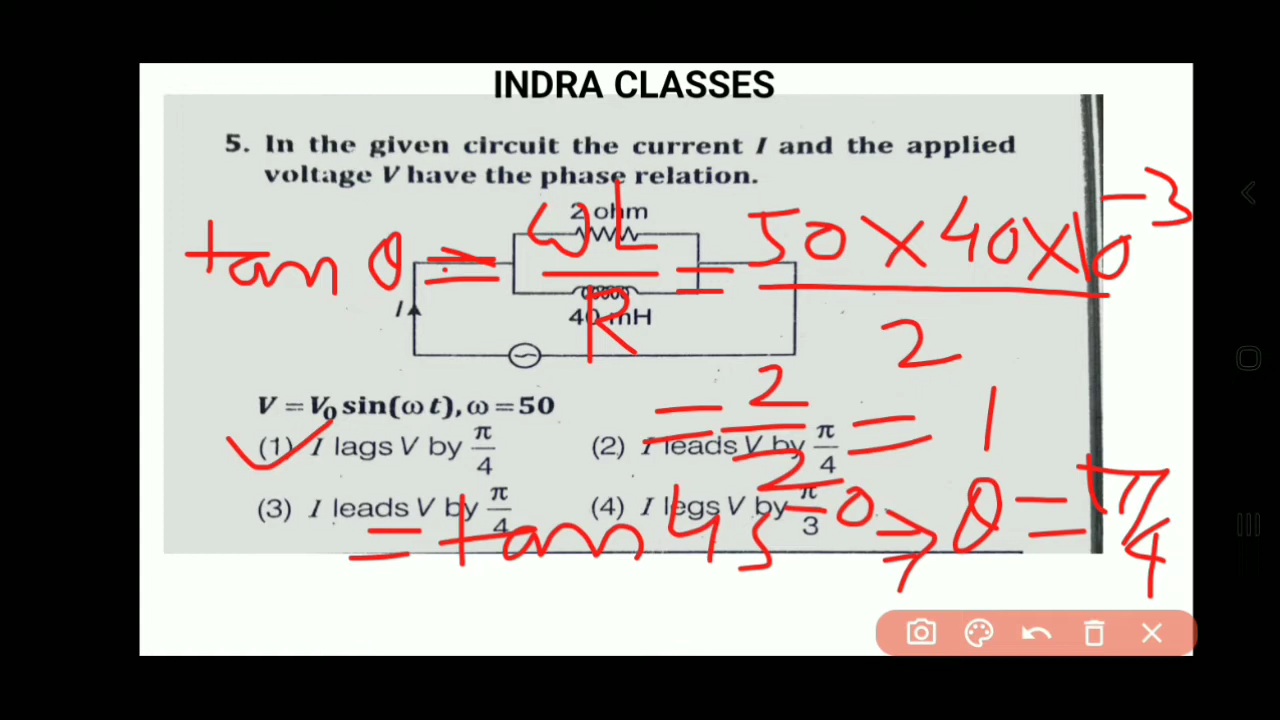 INDRA CLASSES
5. In the given circuit the current I and the applied
voltage V have the phase relation.
2 ohm
tan θ = ωL/R = 50 × 40 × 10⁻³/2
I
40 mH
= 2/2 = 1
V = V₀ sin(ω t), ω = 50
(1) I lags V by π/4 (2) I leads V by π/4
(3) I leads V by π/4 (4) I legs V by π/3
= tan 45° ⇒ θ = π/4